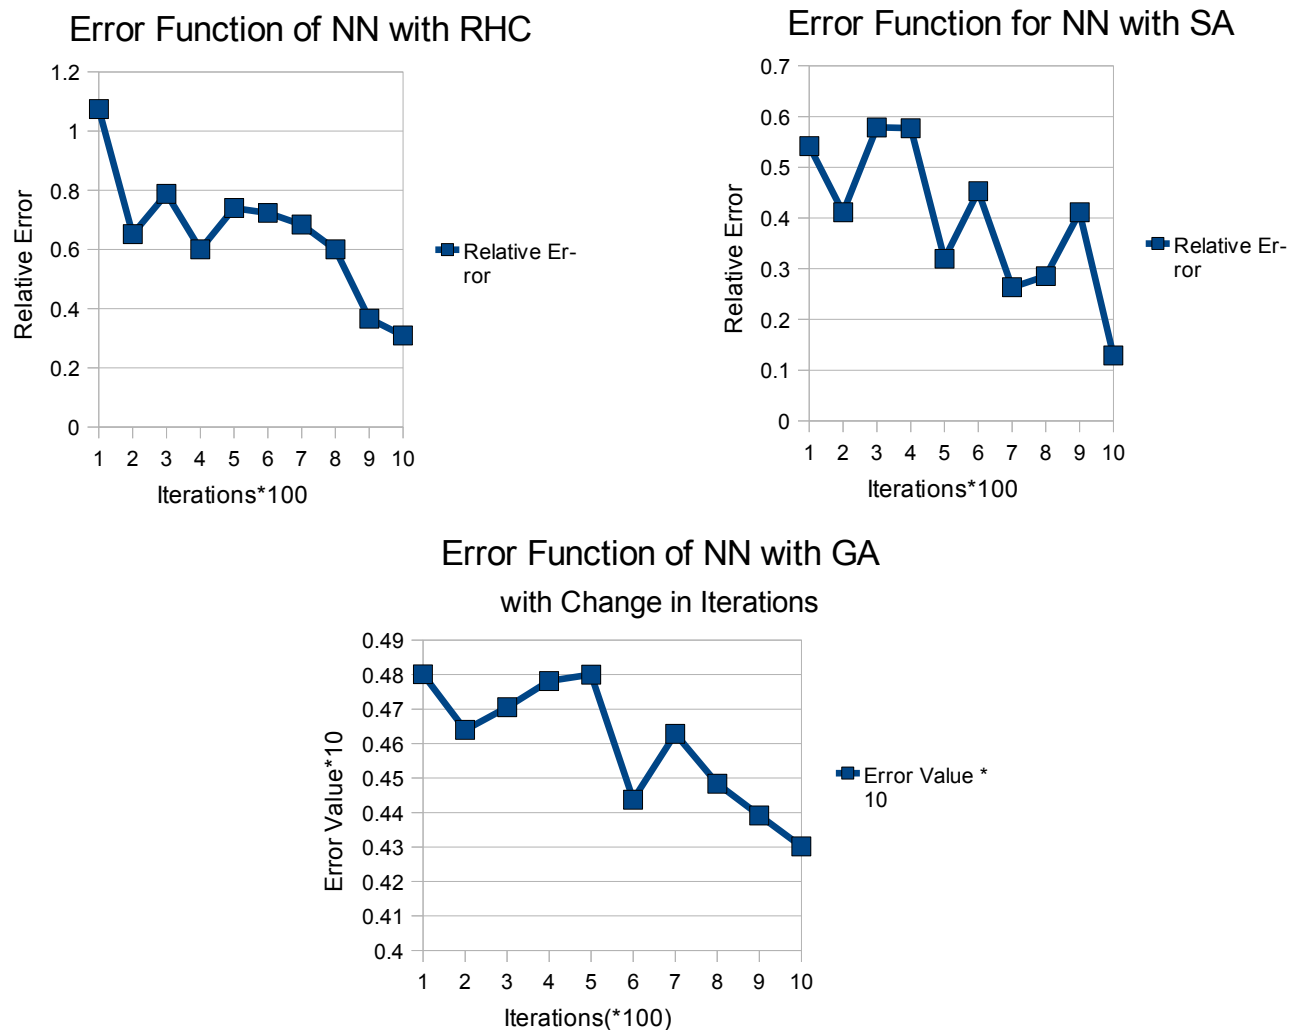 Error Function of NN with RHC
1.2
1
0.8
0.6
0.4
0.2
0
Relative Error
1 2 3 4 5 6 7 8 9 10
Iterations*100
Relative Er-
ror
Error Function for NN with SA
0.7
0.6
0.5
0.4
0.3
0.2
0.1
0
Relative Error
1 2 3 4 5 6 7 8 9 10
Iterations*100
Relative Er-
ror
Error Function of NN with GA
with Change in Iterations
0.49
0.48
0.47
0.46
0.45
0.44
0.43
0.42
0.41
0.4
Error Value*10
1 2 3 4 5 6 7 8 9 10
Iterations(*100)
Error Value *
10